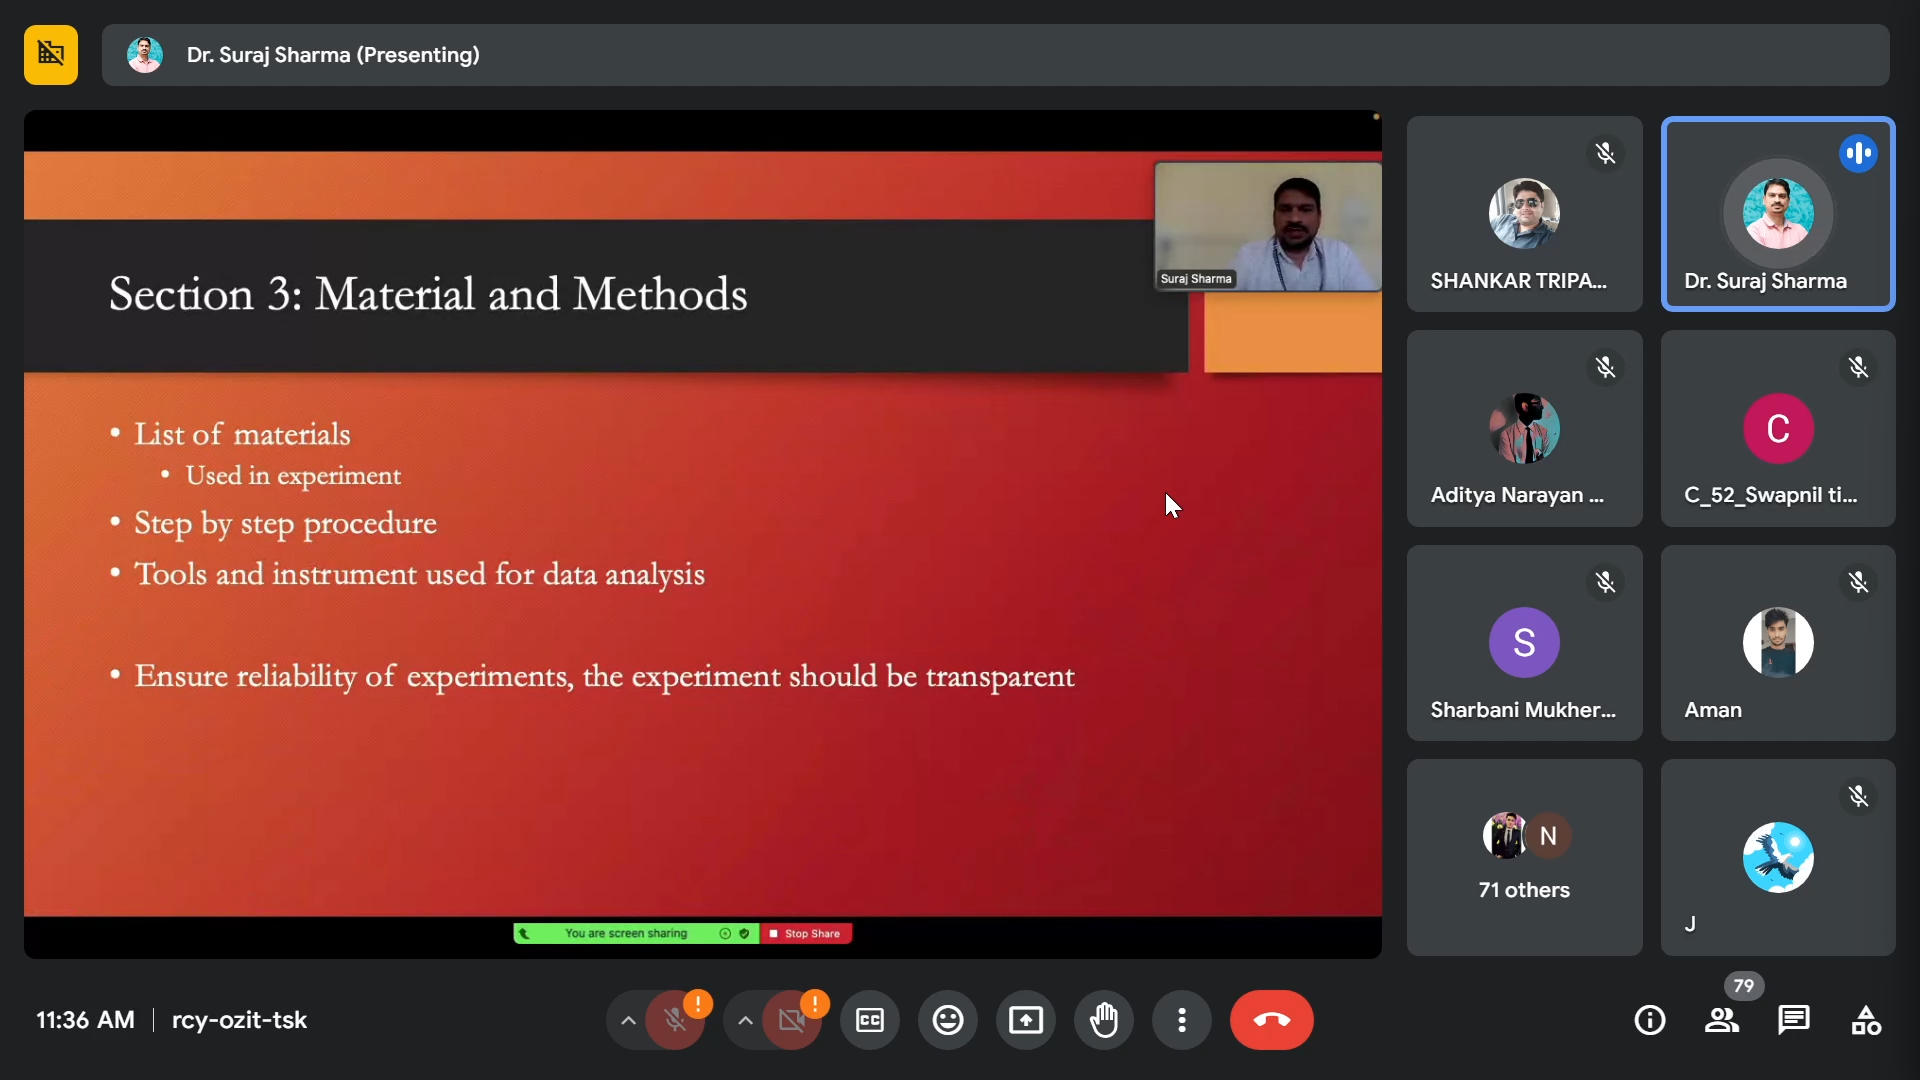 Dr. Suraj Sharma (Presenting)
Section 3: Material and Methods
Suraj Sharma
• List of materials
• Used in experiment
• Step by step procedure
• Tools and instrument used for data analysis
• Ensure reliability of experiments, the experiment should be transparent
You are screen sharing
Stop Share
SHANKAR TRIPA...
Dr. Suraj Sharma
Aditya Narayan ...
C
C_52_Swapnil ti...
S
Sharbani Mukher...
Aman
N
71 others
J
11:36 AM
rcy-ozit-tsk
!
!
CC
79